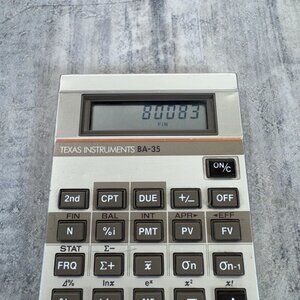 80083
FIN
TEXAS INSTRUMENTS BA-35
ON/C
2nd CPT DUE +/− OFF
FIN BAL INT APR► ◄EFF
N %i PMT PV FV
STAT Σ−
FRQ Σ+ x̄ σn σn-1
Δ% lnx eˣ x² x!